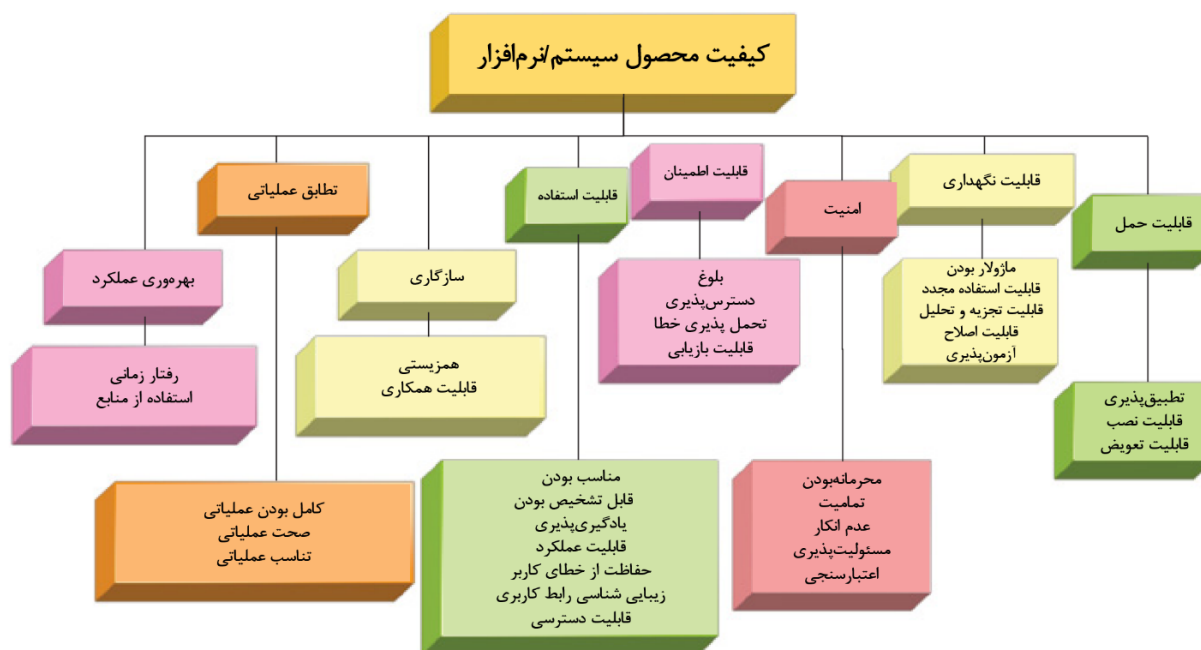 کیفیت محصول سیستم/نرم‌افزار
قابلیت حمل
تطبیق‌پذیری
قابلیت نصب
قابلیت تعویض
قابلیت نگهداری
ماژولار بودن
قابلیت استفاده مجدد
قابلیت تجزیه و تحلیل
قابلیت اصلاح
آزمون‌پذیری
امنیت
محرمانه‌بودن
تمامیت
عدم انکار
مسئولیت‌پذیری
اعتبارسنجی
قابلیت اطمینان
بلوغ
دسترس‌پذیری
تحمل پذیری خطا
قابلیت بازیابی
قابلیت استفاده
مناسب بودن
قابل تشخیص بودن
یادگیری‌پذیری
قابلیت عملکرد
حفاظت از خطای کاربر
زیبایی شناسی رابط کاربری
قابلیت دسترسی
سازگاری
همزیستی
قابلیت همکاری
تطابق عملیاتی
کامل بودن عملیاتی
صحت عملیاتی
تناسب عملیاتی
بهره‌وری عملکرد
رفتار زمانی
استفاده از منابع